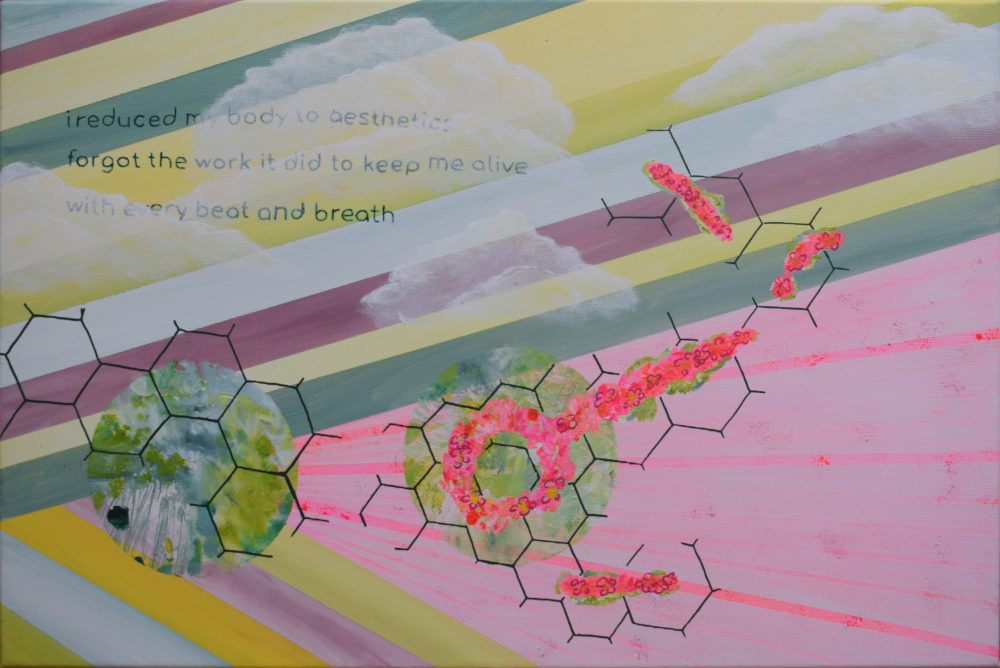 i reduced my body to aesthetics
forgot the work it did to keep me alive
with every beat and breath